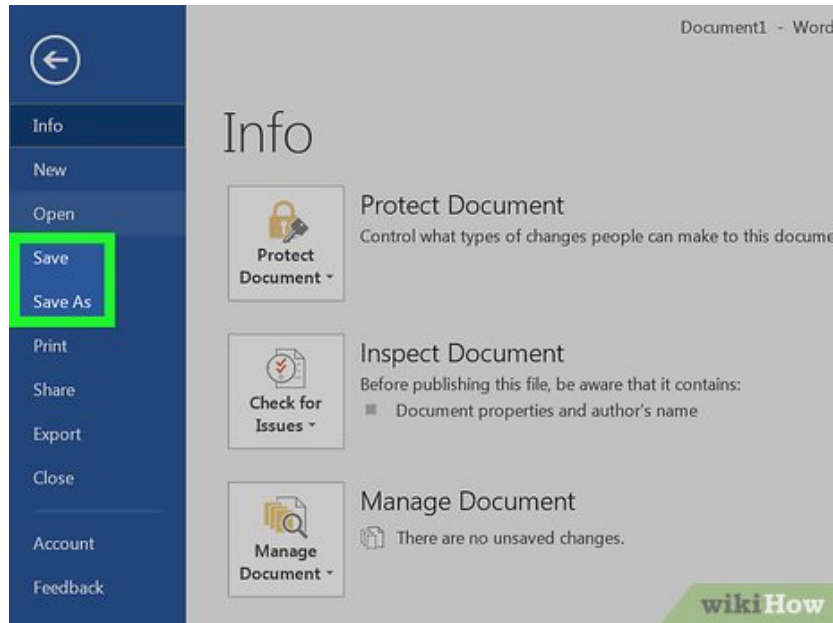 Document1 - Word
Info
New
Open
Save
Save As
Print
Share
Export
Close
Account
Feedback
Info
Protect
Document
Protect Document
Control what types of changes people can make to this docume
Check for
Issues
Inspect Document
Before publishing this file, be aware that it contains:
Document properties and author's name
Manage
Document
Manage Document
There are no unsaved changes.
wikiHow